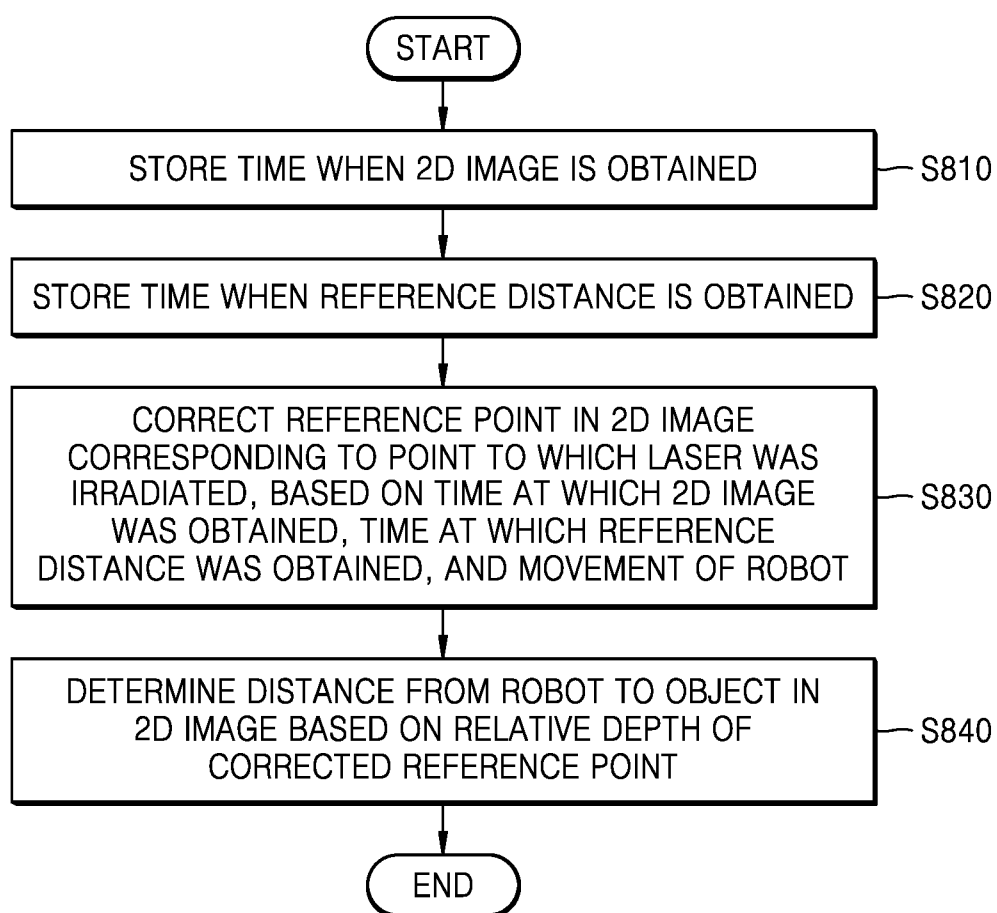 START
STORE TIME WHEN 2D IMAGE IS OBTAINED
S810
STORE TIME WHEN REFERENCE DISTANCE IS OBTAINED
S820
CORRECT REFERENCE POINT IN 2D IMAGE
CORRESPONDING TO POINT TO WHICH LASER WAS
IRRADIATED, BASED ON TIME AT WHICH 2D IMAGE
WAS OBTAINED, TIME AT WHICH REFERENCE
DISTANCE WAS OBTAINED, AND MOVEMENT OF ROBOT
S830
DETERMINE DISTANCE FROM ROBOT TO OBJECT IN
2D IMAGE BASED ON RELATIVE DEPTH OF
CORRECTED REFERENCE POINT
S840
END